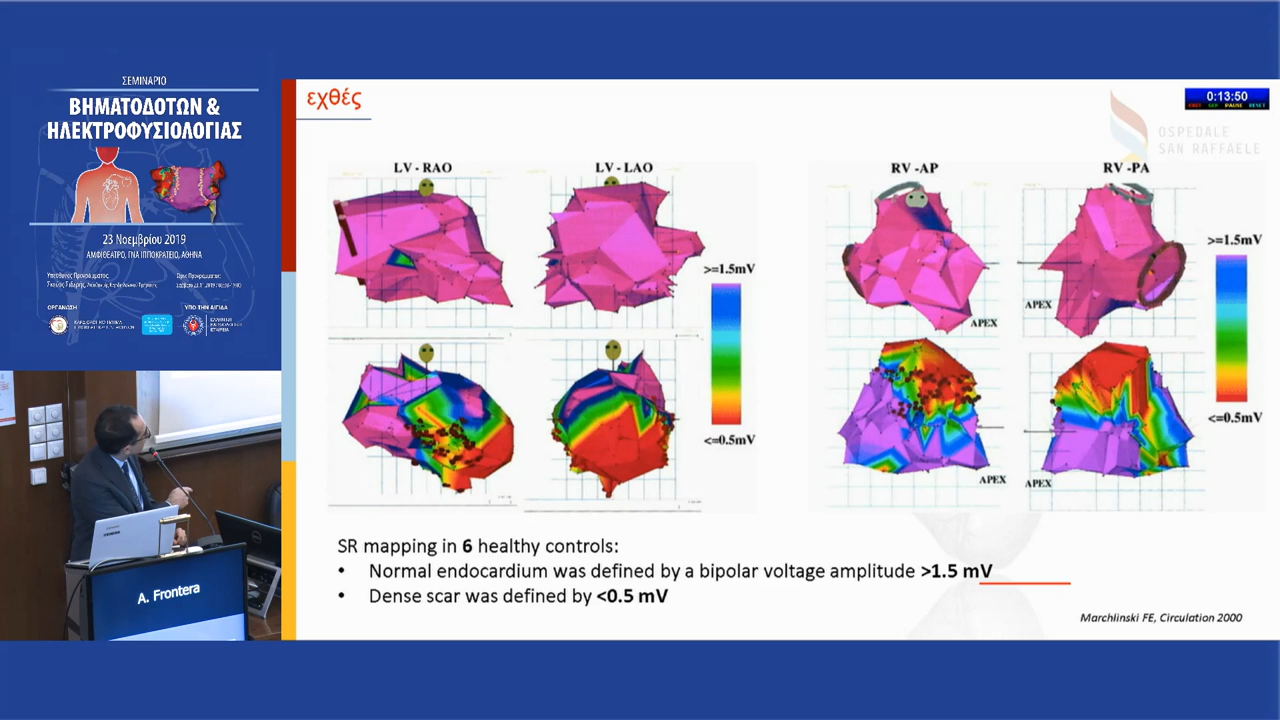 ΣΕΜΙΝΑΡΙΟ
ΒΗΜΑΤΟΔΟΤΩΝ &
ΗΛΕΚΤΡΟΦΥΣΙΟΛΟΓΙΑΣ
23 Νοεμβρίου 2019
ΑΜΦΙΘΕΑΤΡΟ, ΓΝΑ ΙΠΠΟΚΡΑΤΕΙΟ, ΑΘΗΝΑ
ΟΡΓΑΝΩΣΗ
ΥΠΟ ΤΗΝ ΑΙΓΙΔΑ
A. Frontera
εχθές
0:13:50
OSPEDALE
SAN RAFFAELE
LV - RAO
LV - LAO
RV -AP
RV -PA
>=1.5mV
<=0.5mV
>=1.5mV
<=0.5mV
APEX
APEX
APEX
APEX
SR mapping in 6 healthy controls:
• Normal endocardium was defined by a bipolar voltage amplitude >1.5 mV
• Dense scar was defined by <0.5 mV
Marchlinski FE, Circulation 2000